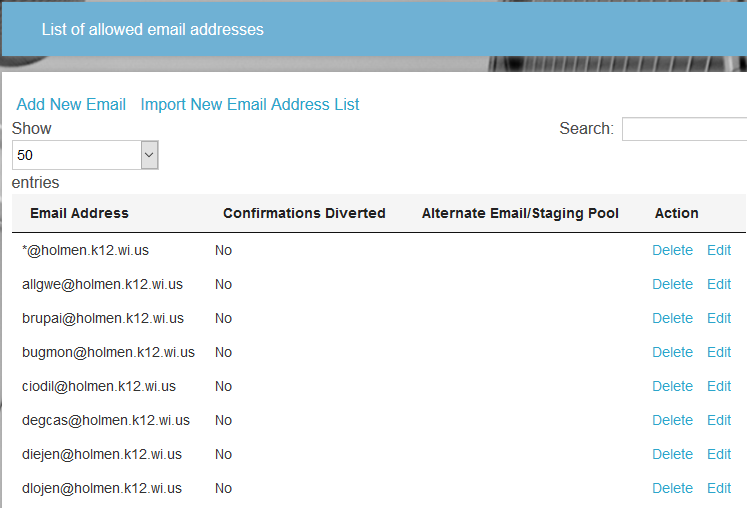 List of allowed email addresses
Add New Email Import New Email Address List
Show
Search:
50
entries
Email Address Confirmations Diverted Alternate Email/Staging Pool Action
*@holmen.k12.wi.us No Delete Edit
allgwe@holmen.k12.wi.us No Delete Edit
brupai@holmen.k12.wi.us No Delete Edit
bugmon@holmen.k12.wi.us No Delete Edit
ciodil@holmen.k12.wi.us No Delete Edit
degcas@holmen.k12.wi.us No Delete Edit
diejen@holmen.k12.wi.us No Delete Edit
dlojen@holmen.k12.wi.us No Delete Edit